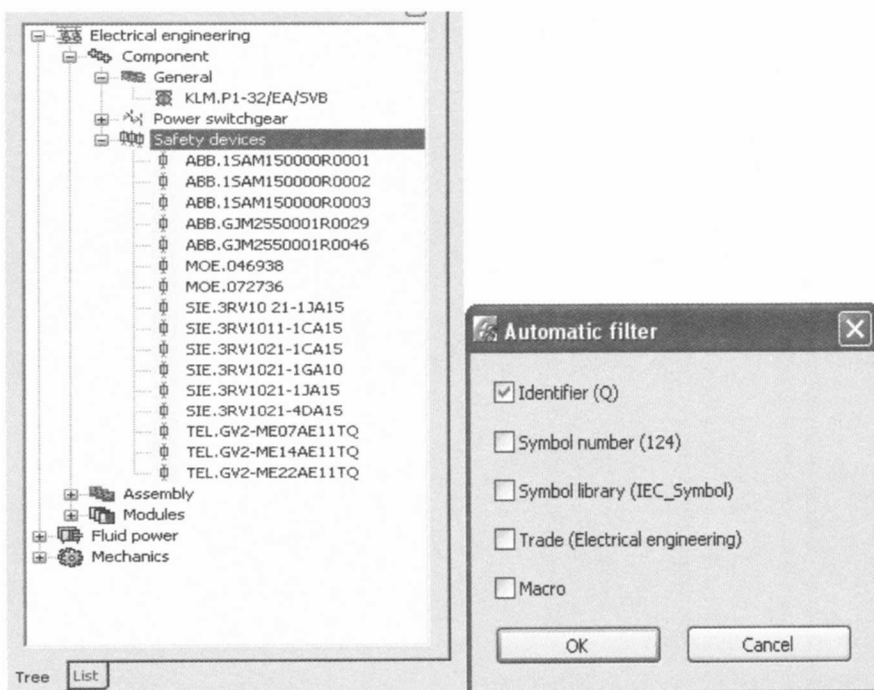 Electrical engineering
Component
General
KLM.P1-32/EA/SVB
Power switchgear
Safety devices
ABB.1SAM150000R0001
ABB.1SAM150000R0002
ABB.1SAM150000R0003
ABB.GJM2550001R0029
ABB.GJM2550001R0046
MOE.046938
MOE.072736
SIE.3RV10 21-1JA15
SIE.3RV1011-1CA15
SIE.3RV1021-1CA15
SIE.3RV1021-1GA10
SIE.3RV1021-1JA15
SIE.3RV1021-4DA15
TEL.GV2-ME07AE11TQ
TEL.GV2-ME14AE11TQ
TEL.GV2-ME22AE11TQ
Assembly
Modules
Fluid power
Mechanics
Tree List
Automatic filter
Identifier (Q)
Symbol number (124)
Symbol library (IEC_Symbol)
Trade (Electrical engineering)
Macro
OK Cancel